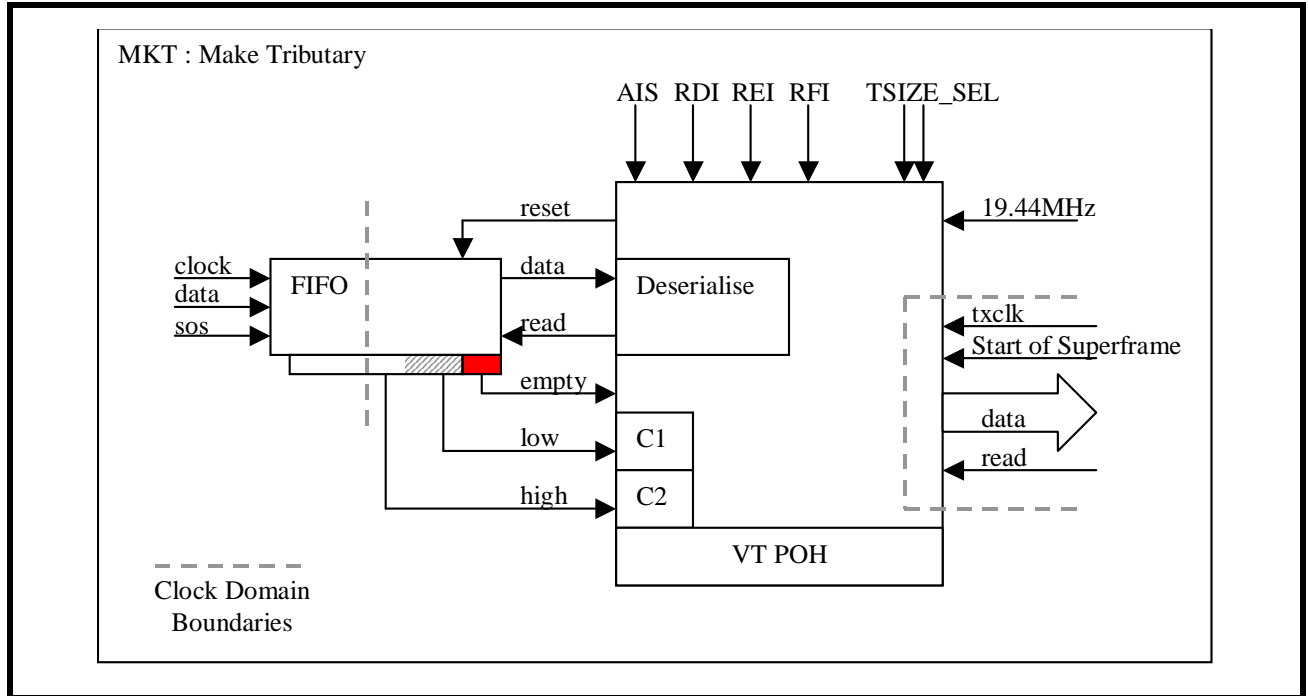 MKT : Make Tributary
AIS RDI REI RFI TSIZE_SEL
reset
19.44MHz
clock
data
sos
FIFO
data
read
Deserialise
txclk
Start of Superframe
empty
low
high
C1
C2
data
read
VT POH
Clock Domain
Boundaries